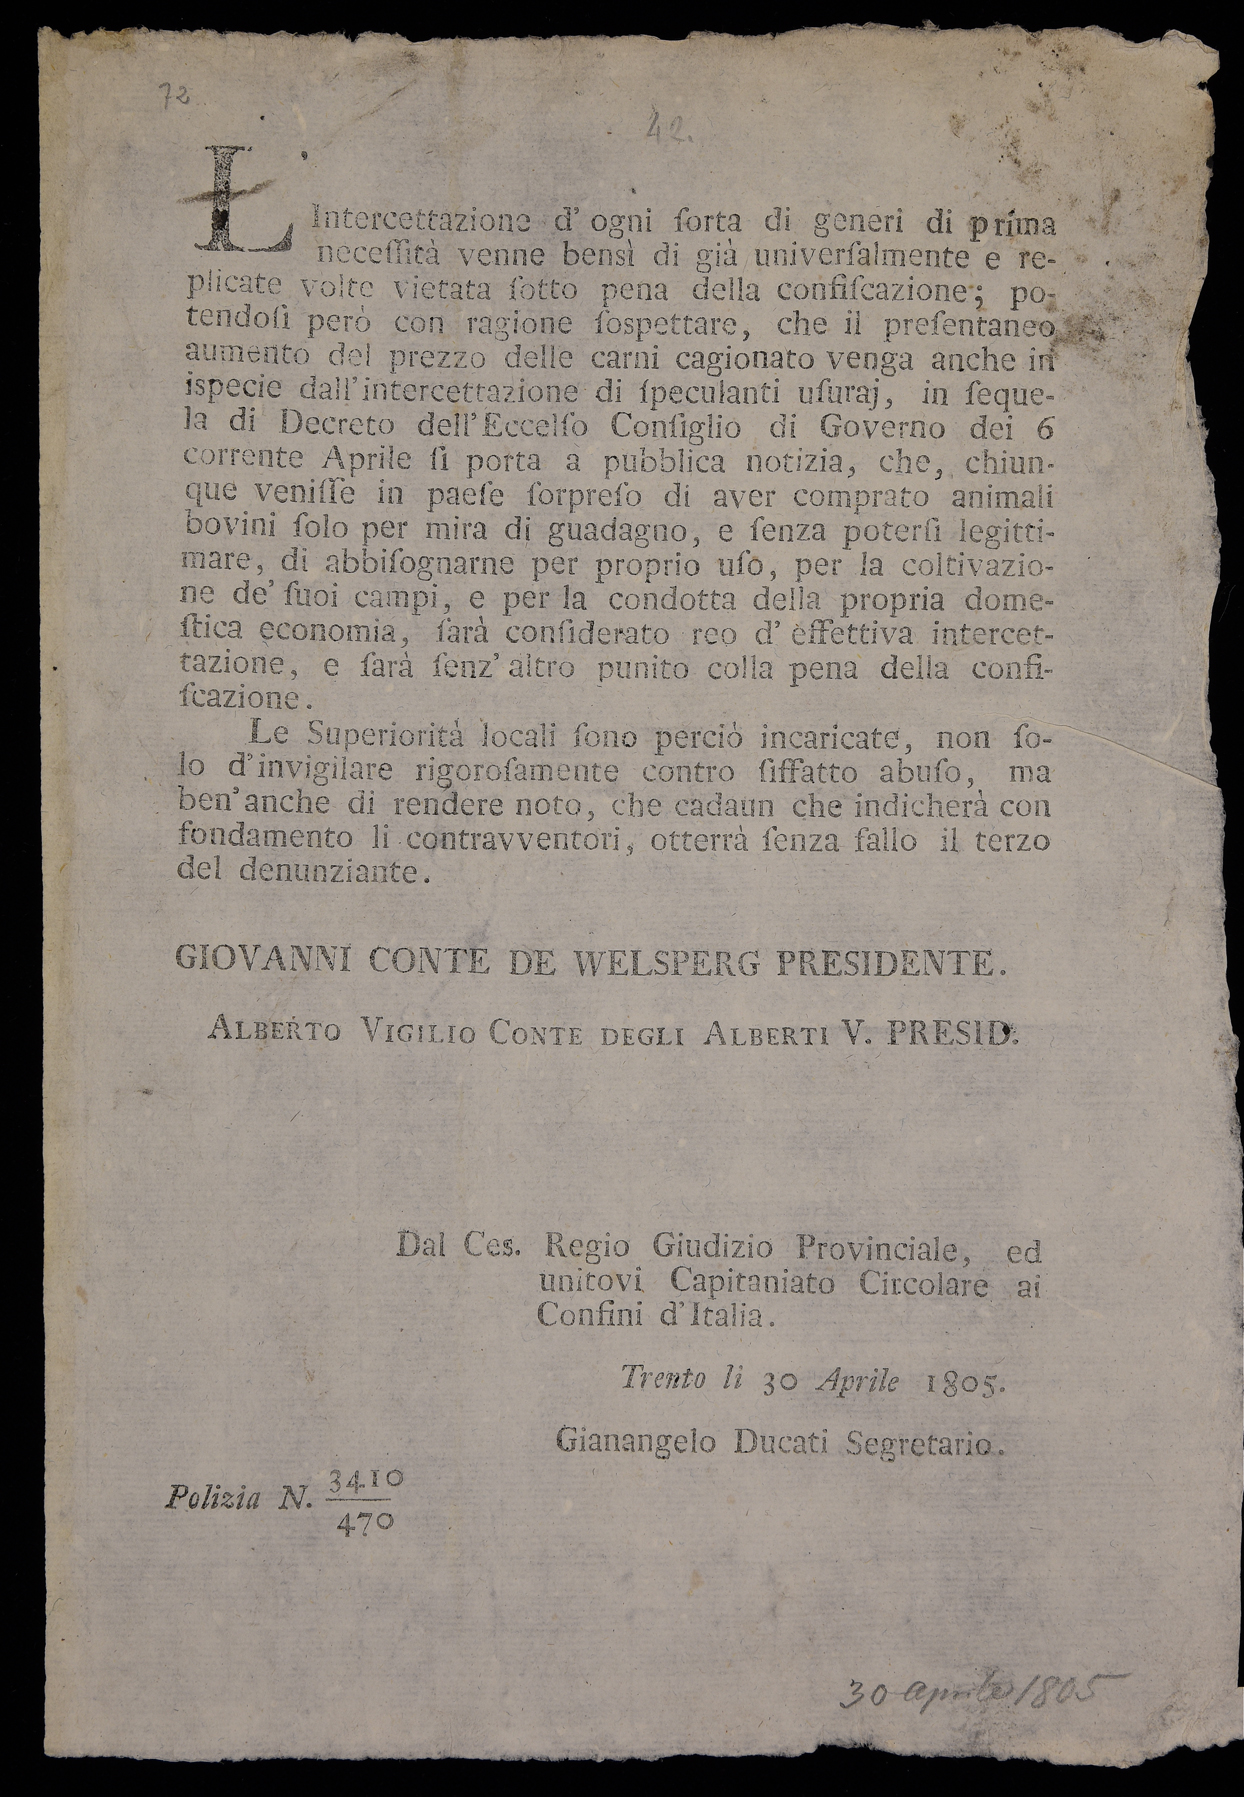 72
42.
L'Intercettazione d' ogni ſorta di generi di prima
neceſſità venne bensì di già univerſalmente e re-
plicate volte vietata ſotto pena della confiſcazione; po-
tendoſi però con ragione ſospettare, che il preſentaneo
aumento del prezzo delle carni cagionato venga anche in
ispecie dall'intercettazione di ſpeculanti uſuraj, in ſeque-
la di Decreto dell'Eccelſo Conſiglio di Governo dei 6
corrente Aprile ſi porta a pubblica notizia, che, chiun-
que veniſſe in paeſe ſorpreſo di aver comprato animali
bovini ſolo per mira di guadagno, e ſenza poterſi legitti-
mare, di abbiſognarne per proprio uſo, per la coltivazio-
ne de' ſuoi campi, e per la condotta della propria dome-
ſtica economia, ſarà conſiderato reo d' effettiva intercet-
tazione, e ſarà ſenz' altro punito colla pena della confi-
ſcazione.
Le Superiorità locali ſono perciò incaricate, non ſo-
lo d'invigilare rigoroſamente contro ſiffatto abuſo, ma
ben'anche di rendere noto, che cadaun che indicherà con
fondamento li contravventori, otterrà ſenza fallo il terzo
del denunziante.
GIOVANNI CONTE DE WELSPERG PRESIDENTE.
ALBERTO VIGILIO CONTE DEGLI ALBERTI V. PRESID.
Dal Ces. Regio Giudizio Provinciale, ed
unitovi Capitaniato Circolare ai
Confini d'Italia.
Trento li 30 Aprile 1805.
Gianangelo Ducati Segretario.
Polizia N. 3410
470
30 aprile 1805